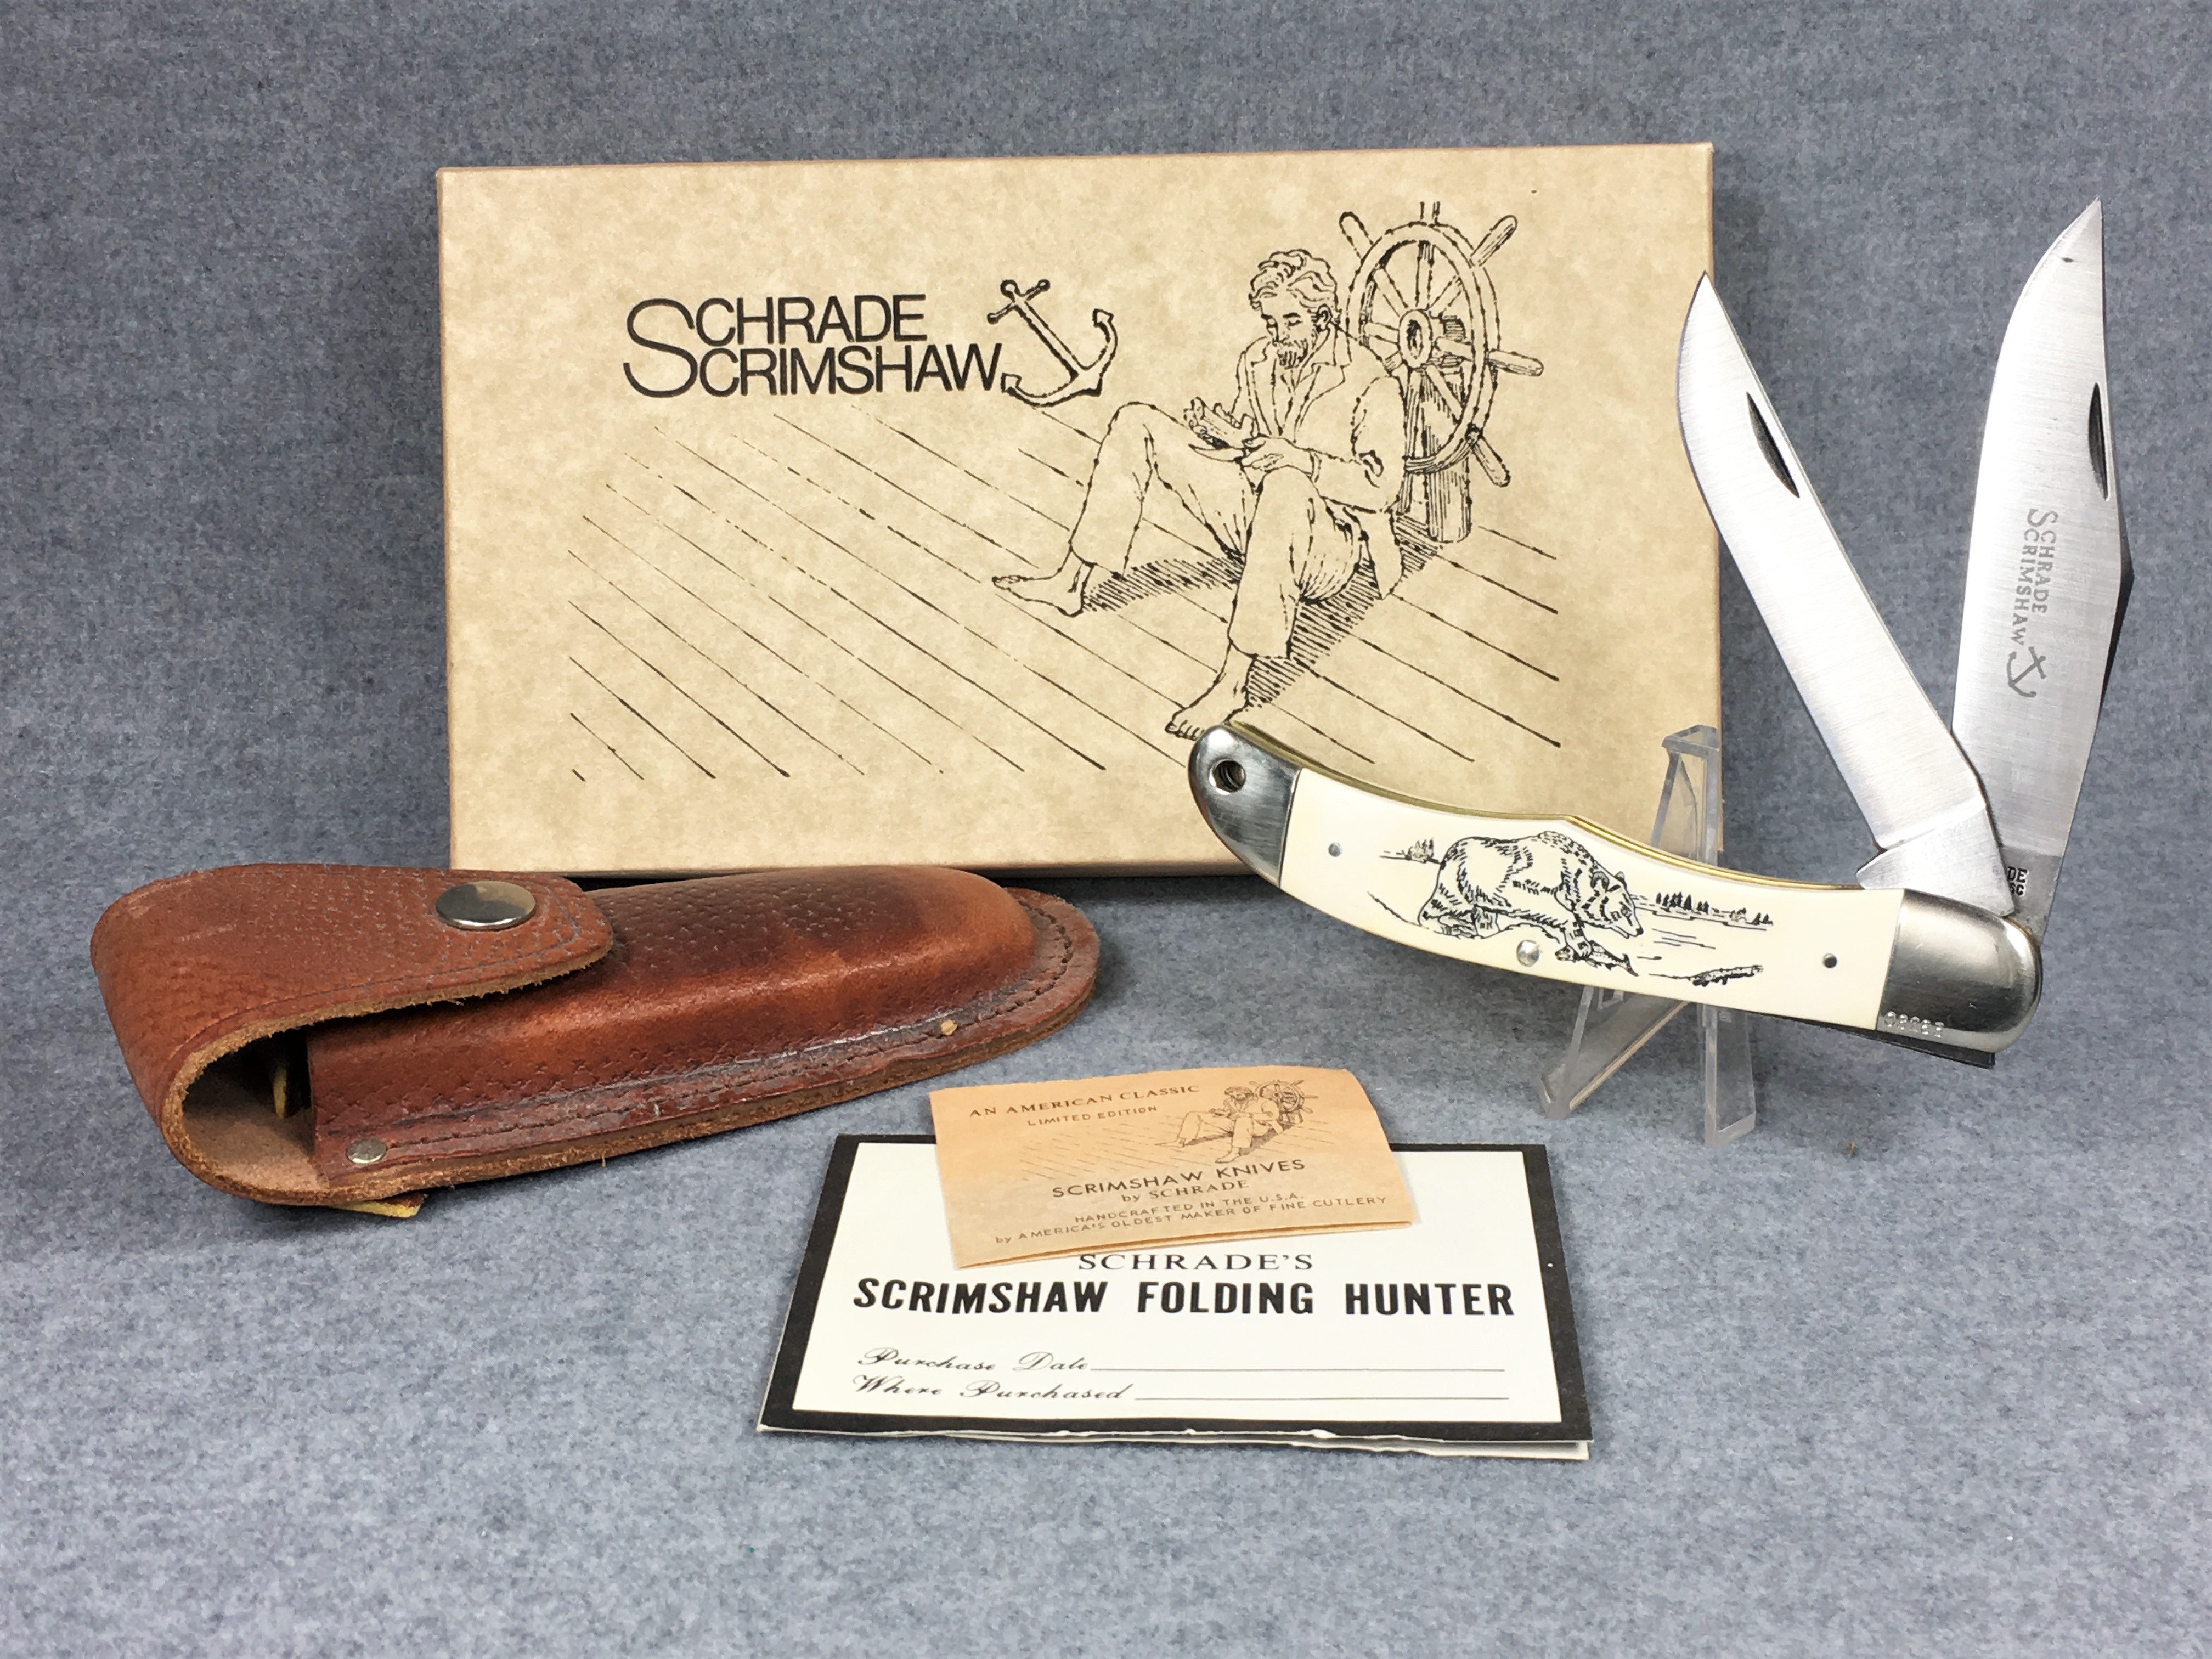 SCHRADE
SCRIMSHAW
SCHRADE
SCRIMSHAW
AN AMERICAN CLASSIC
LIMITED EDITION
SCRIMSHAW KNIVES
by SCHRADE
HANDCRAFTED IN THE U.S.A.
by AMERICA'S OLDEST MAKER OF FINE CUTLERY
SCHRADE'S
SCRIMSHAW FOLDING HUNTER
Purchase Date
Where Purchased